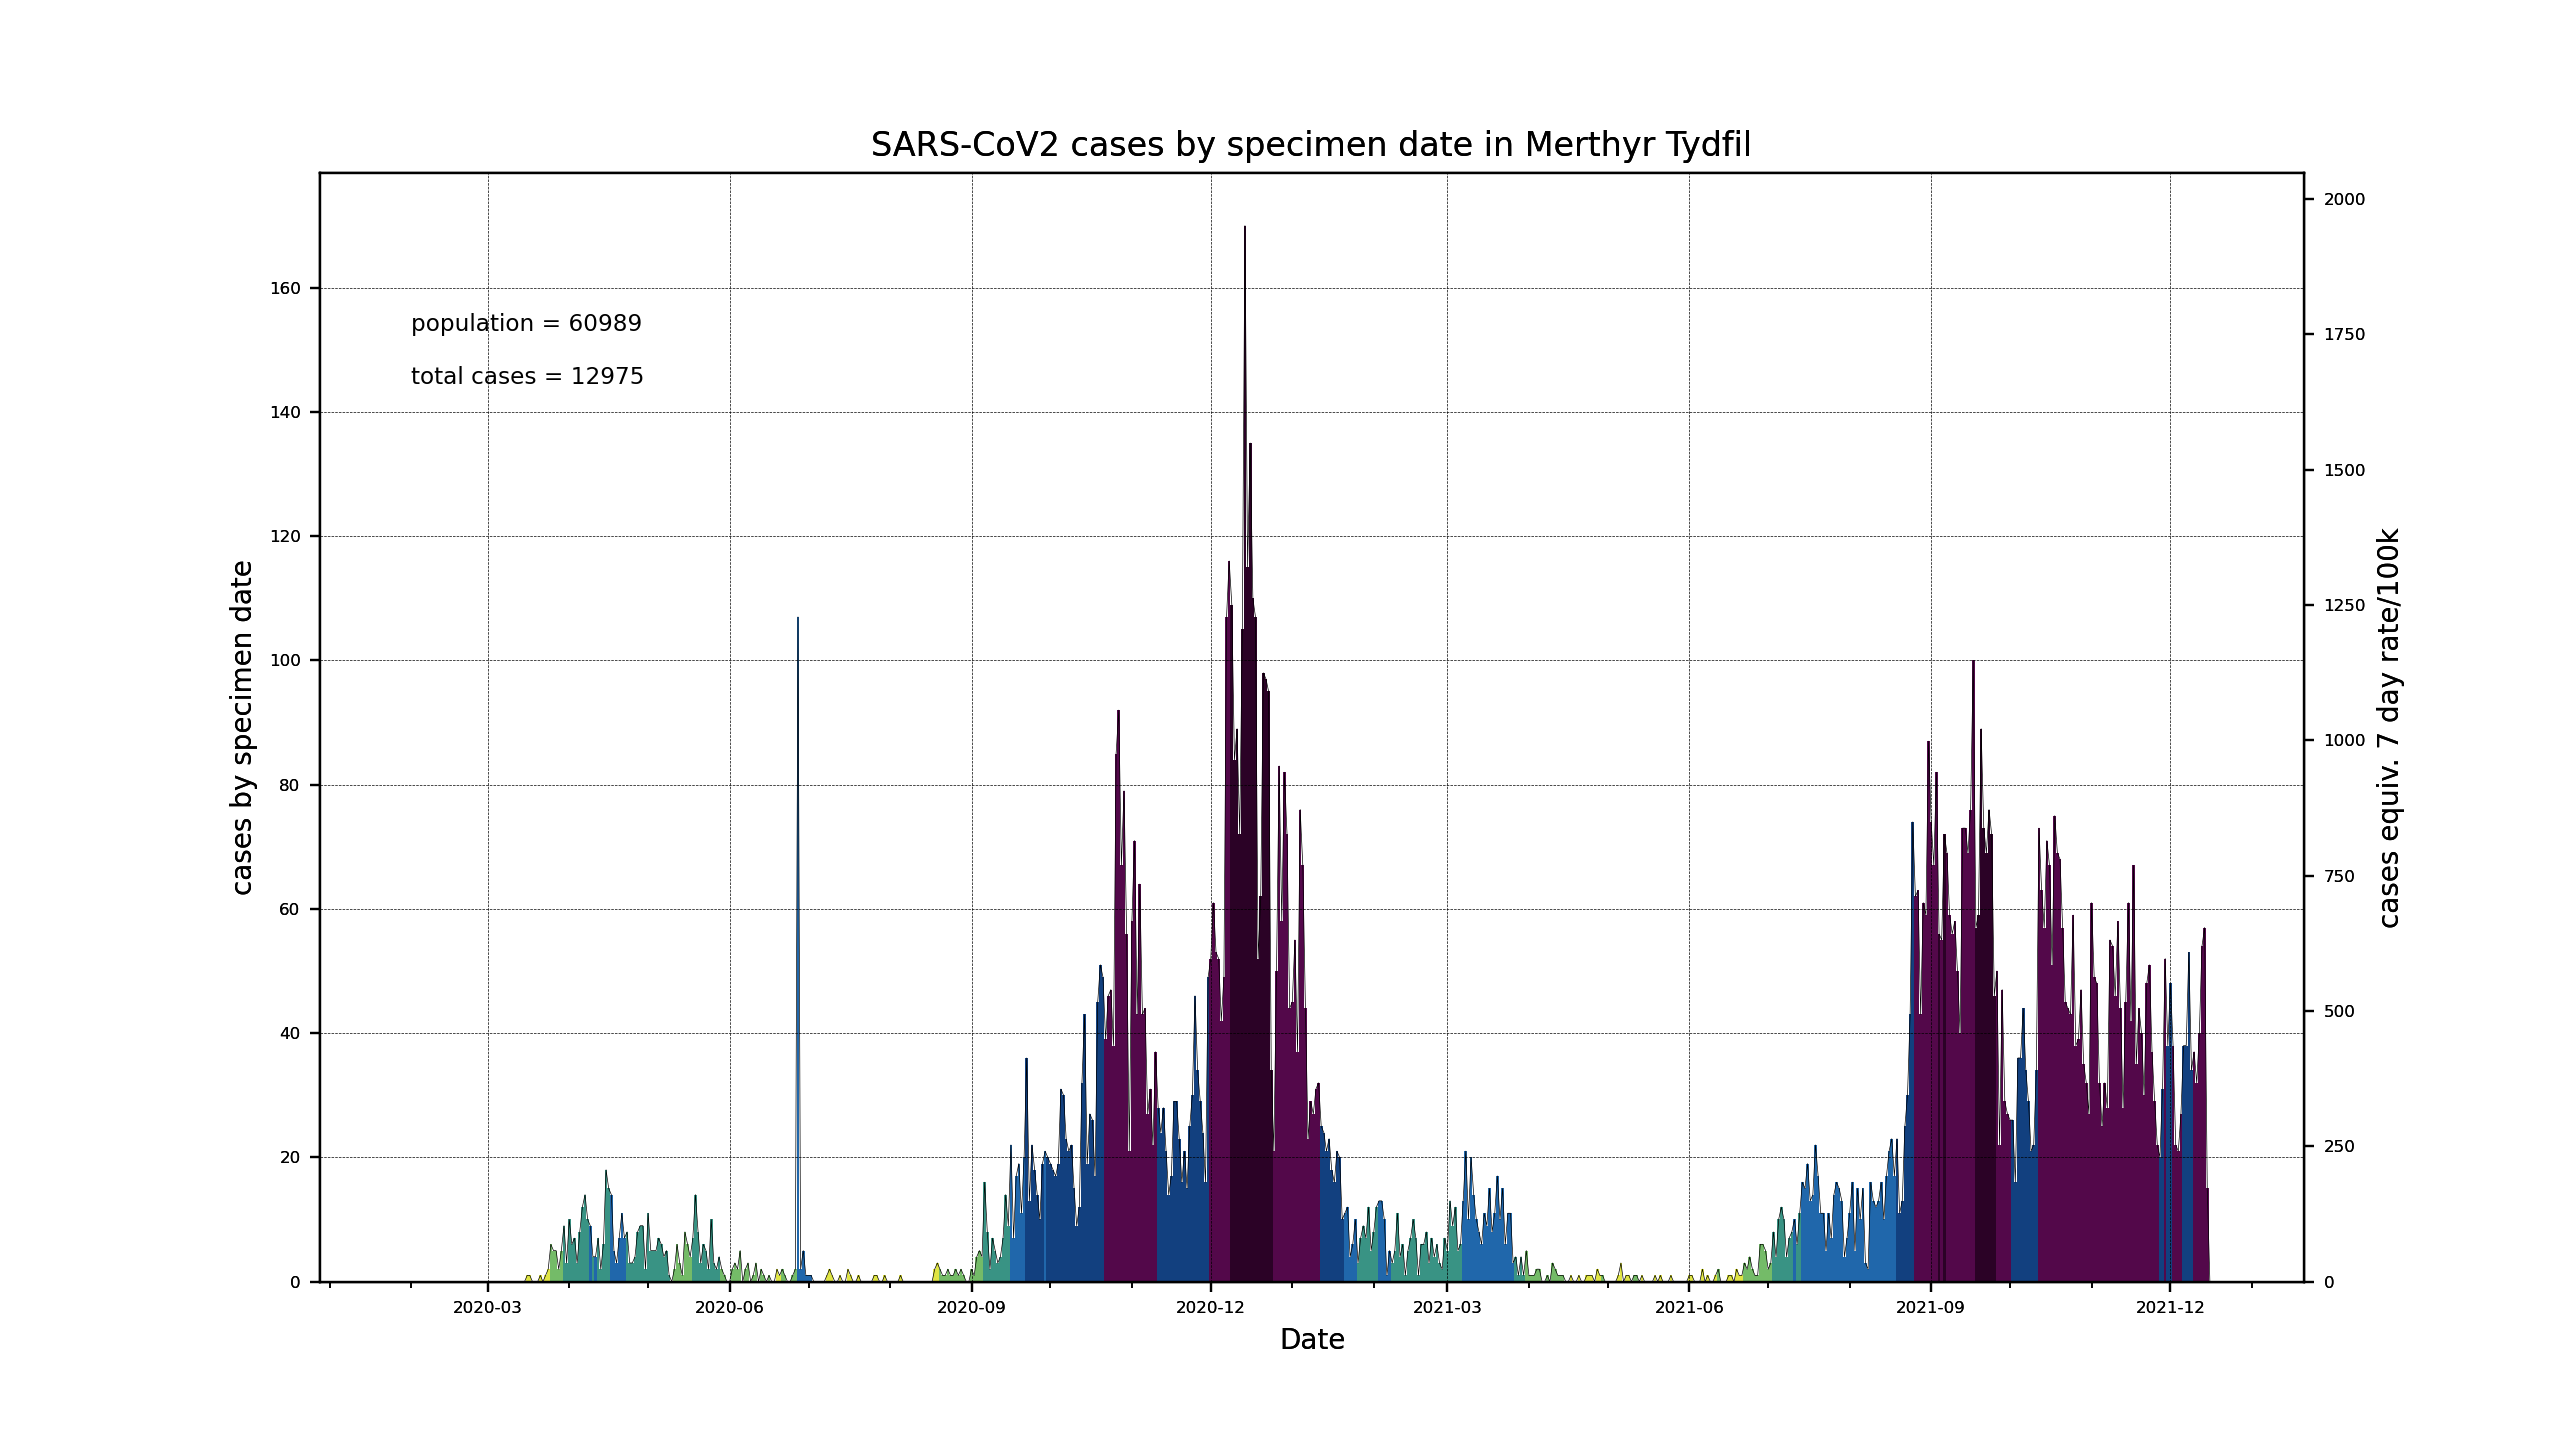 SARS-CoV2 cases by specimen date in Merthyr Tydfil
population = 60989
total cases = 12975
cases by specimen date
160
140
120
100
80
60
40
20
0
2000
1750
1500
1250
1000
750
500
250
0
cases equiv. 7 day rate/100k
2020-03 2020-06 2020-09 2020-12 2021-03 2021-06 2021-09 2021-12
Date